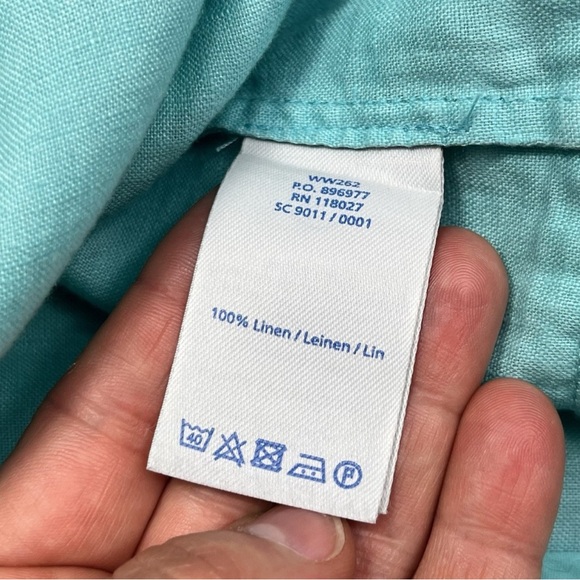 WW262
P.O. 896977
RN 118027
SC 9011 / 0001
100% Linen / Leinen / Lin
40 P